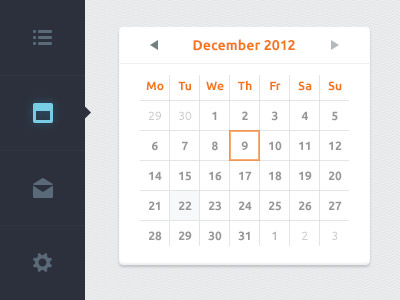 December 2012
Mo Tu We Th Fr Sa Su
29 30 1 2 3 4 5
6 7 8 9 10 11 12
14 15 16 17 18 19 20
21 22 23 24 25 26 27
28 29 30 31 1 2 3